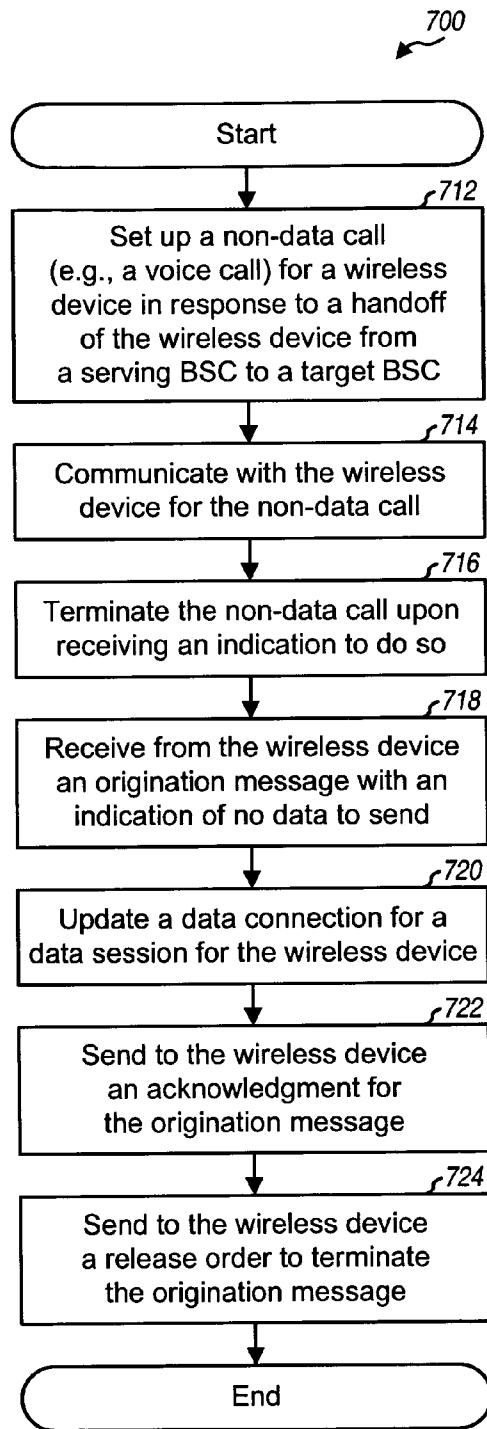 700
Start
712
Set up a non-data call
(e.g., a voice call) for a wireless
device in response to a handoff
of the wireless device from
a serving BSC to a target BSC
714
Communicate with the wireless
device for the non-data call
716
Terminate the non-data call upon
receiving an indication to do so
718
Receive from the wireless device
an origination message with an
indication of no data to send
720
Update a data connection for a
data session for the wireless device
722
Send to the wireless device
an acknowledgment for
the origination message
724
Send to the wireless device
a release order to terminate
the origination message
End